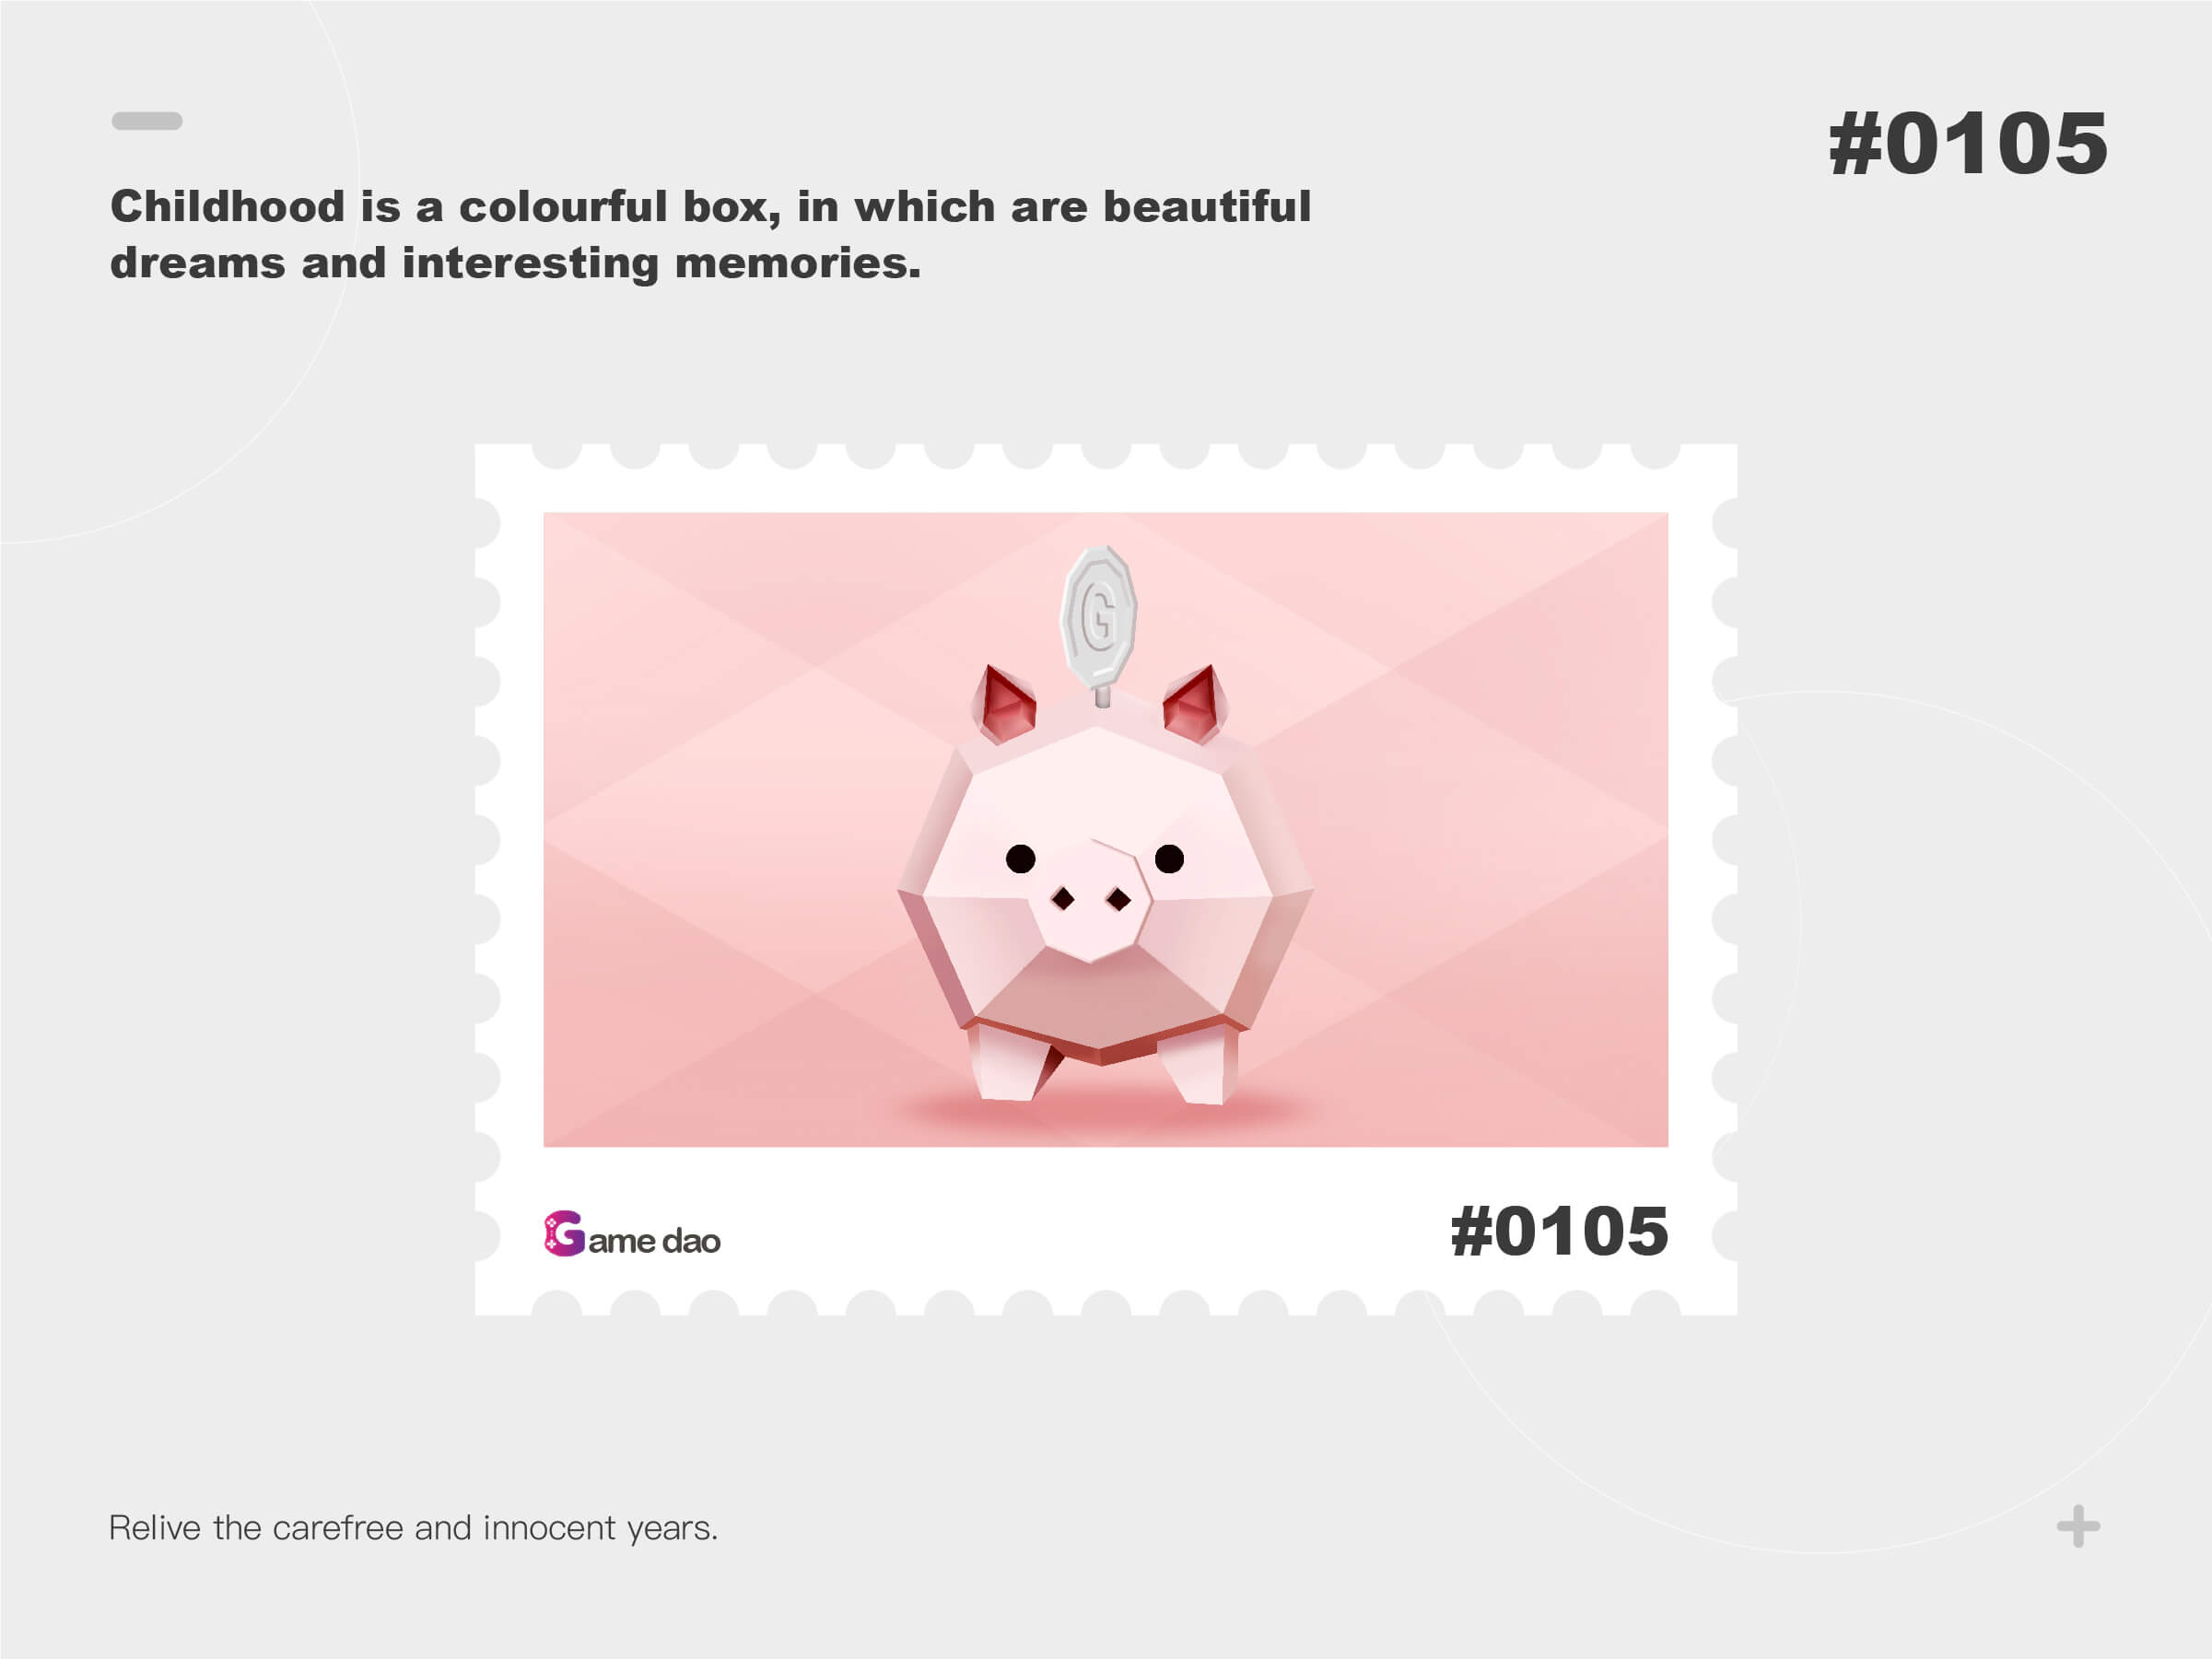 #0105
Childhood is a colourful box, in which are beautiful
dreams and interesting memories.
G
Game dao
#0105
Relive the carefree and innocent years.